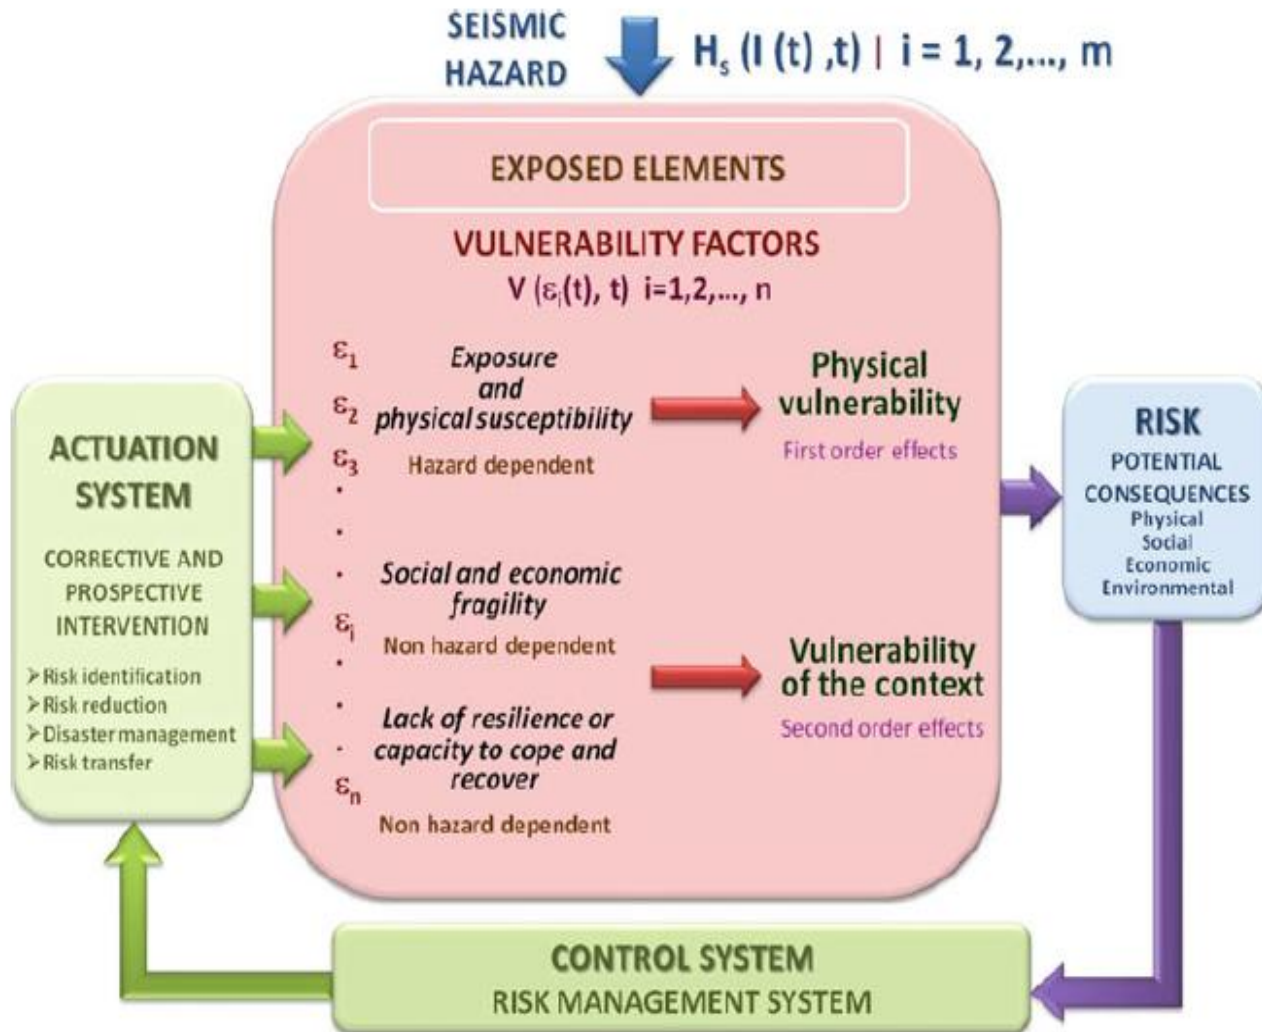 SEISMIC
HAZARD
Hₛ (I (t) ,t) | i = 1, 2,..., m
EXPOSED ELEMENTS
VULNERABILITY FACTORS
V (εᵢ(t), t) i=1,2,..., n
ε₁
ε₂
ε₃
.
.
.
εᵢ
.
.
.
εₙ
Exposure
and
physical susceptibility
Hazard dependent
Social and economic
fragility
Non hazard dependent
Lack of resilience or
capacity to cope and
recover
Non hazard dependent
Physical
vulnerability
First order effects
Vulnerability
of the context
Second order effects
ACTUATION
SYSTEM
CORRECTIVE AND
PROSPECTIVE
INTERVENTION
➢Risk identification
➢Risk reduction
➢Disaster management
➢Risk transfer
RISK
POTENTIAL
CONSEQUENCES
Physical
Social
Economic
Environmental
CONTROL SYSTEM
RISK MANAGEMENT SYSTEM